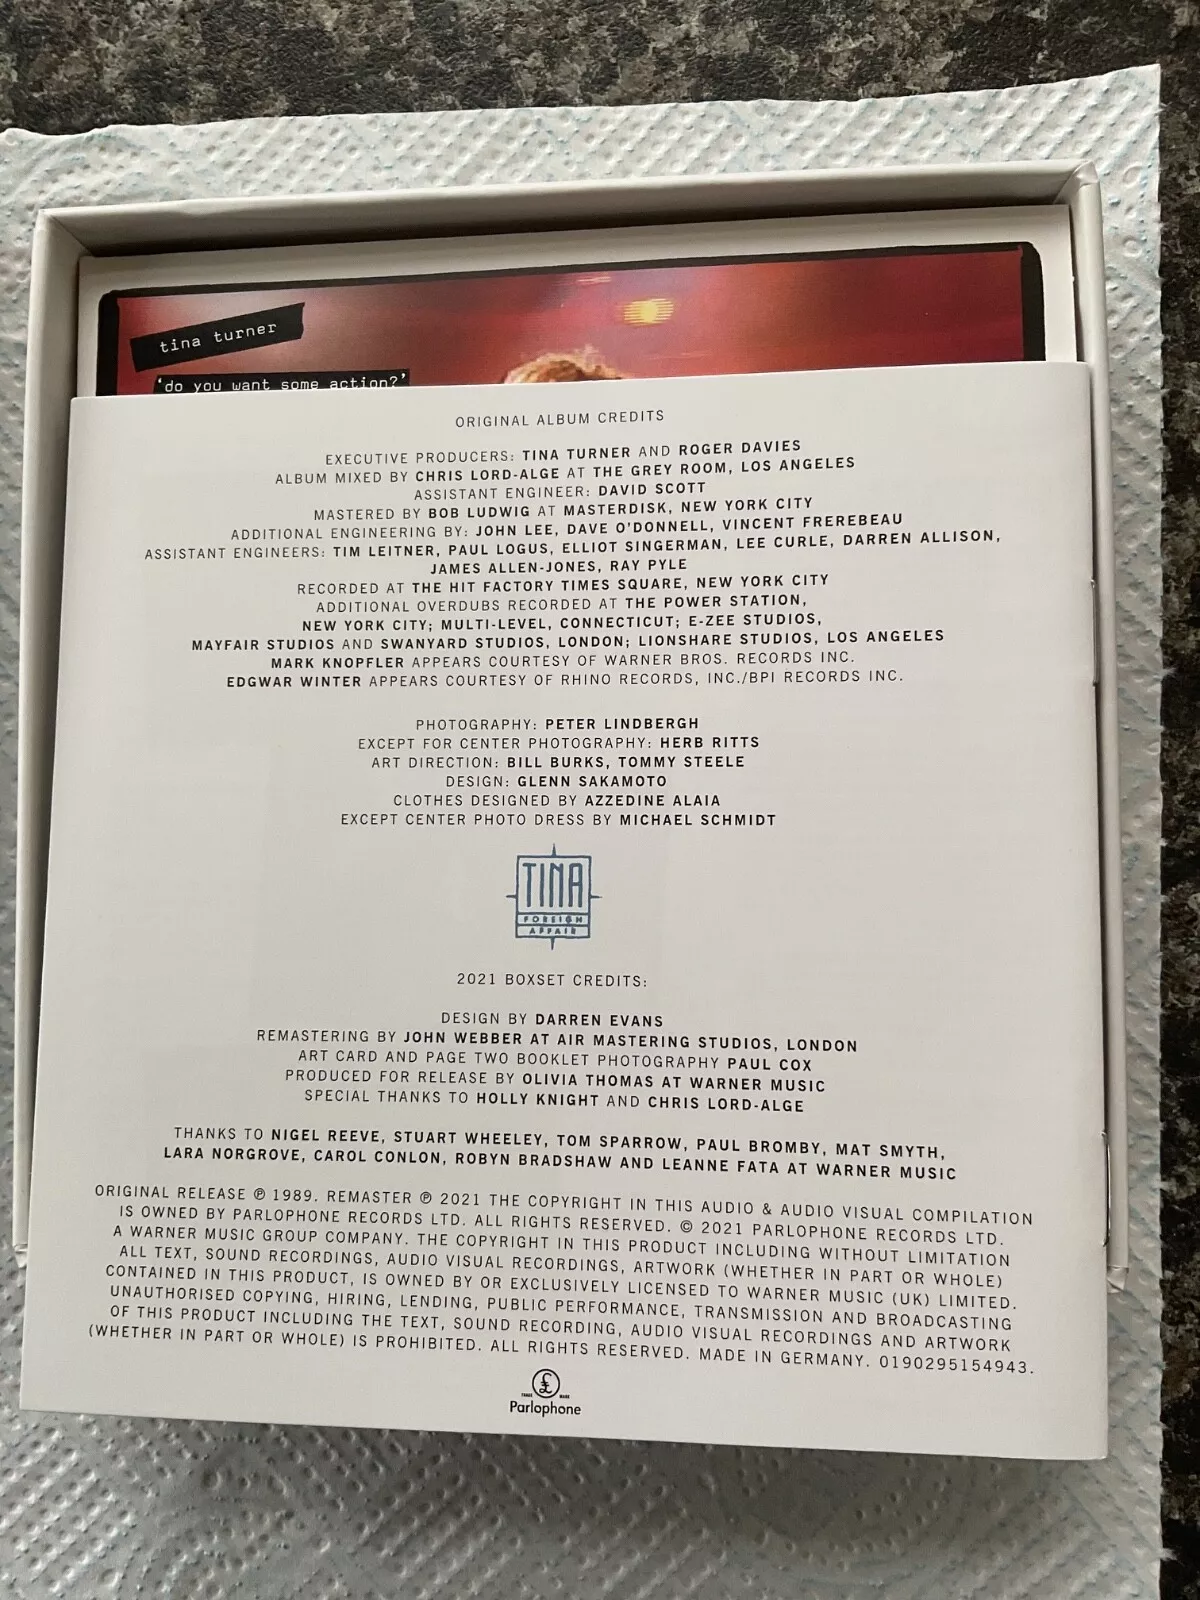 tina turner
'do you want some action?'
ORIGINAL ALBUM CREDITS
EXECUTIVE PRODUCERS: TINA TURNER AND ROGER DAVIES
ALBUM MIXED BY CHRIS LORD-ALGE AT THE GREY ROOM, LOS ANGELES
ASSISTANT ENGINEER: DAVID SCOTT
MASTERED BY BOB LUDWIG AT MASTERDISK, NEW YORK CITY
ADDITIONAL ENGINEERING BY: JOHN LEE, DAVE O'DONNELL, VINCENT FREREBEAU
ASSISTANT ENGINEERS: TIM LEITNER, PAUL LOGUS, ELLIOT SINGERMAN, LEE CURLE, DARREN ALLISON,
JAMES ALLEN-JONES, RAY PYLE
RECORDED AT THE HIT FACTORY TIMES SQUARE, NEW YORK CITY
ADDITIONAL OVERDUBS RECORDED AT THE POWER STATION,
NEW YORK CITY; MULTI-LEVEL, CONNECTICUT; E-ZEE STUDIOS,
MAYFAIR STUDIOS AND SWANYARD STUDIOS, LONDON; LIONSHARE STUDIOS, LOS ANGELES
MARK KNOPFLER APPEARS COURTESY OF WARNER BROS. RECORDS INC.
EDGWAR WINTER APPEARS COURTESY OF RHINO RECORDS, INC./BPI RECORDS INC.
PHOTOGRAPHY: PETER LINDBERGH
EXCEPT FOR CENTER PHOTOGRAPHY: HERB RITTS
ART DIRECTION: BILL BURKS, TOMMY STEELE
DESIGN: GLENN SAKAMOTO
CLOTHES DESIGNED BY AZZEDINE ALAIA
EXCEPT CENTER PHOTO DRESS BY MICHAEL SCHMIDT
TINA
FOREIGN
AFFAIR
2021 BOXSET CREDITS:
DESIGN BY DARREN EVANS
REMASTERING BY JOHN WEBBER AT AIR MASTERING STUDIOS, LONDON
ART CARD AND PAGE TWO BOOKLET PHOTOGRAPHY PAUL COX
PRODUCED FOR RELEASE BY OLIVIA THOMAS AT WARNER MUSIC
SPECIAL THANKS TO HOLLY KNIGHT AND CHRIS LORD-ALGE
THANKS TO NIGEL REEVE, STUART WHEELEY, TOM SPARROW, PAUL BROMBY, MAT SMYTH,
LARA NORGROVE, CAROL CONLON, ROBYN BRADSHAW AND LEANNE FATA AT WARNER MUSIC
ORIGINAL RELEASE ℗ 1989. REMASTER ℗ 2021 THE COPYRIGHT IN THIS AUDIO & AUDIO VISUAL COMPILATION
IS OWNED BY PARLOPHONE RECORDS LTD. ALL RIGHTS RESERVED. © 2021 PARLOPHONE RECORDS LTD.
A WARNER MUSIC GROUP COMPANY. THE COPYRIGHT IN THIS PRODUCT INCLUDING WITHOUT LIMITATION
ALL TEXT, SOUND RECORDINGS, AUDIO VISUAL RECORDINGS, ARTWORK (WHETHER IN PART OR WHOLE)
CONTAINED IN THIS PRODUCT, IS OWNED BY OR EXCLUSIVELY LICENSED TO WARNER MUSIC (UK) LIMITED.
UNAUTHORISED COPYING, HIRING, LENDING, PUBLIC PERFORMANCE, TRANSMISSION AND BROADCASTING
OF THIS PRODUCT INCLUDING THE TEXT, SOUND RECORDING, AUDIO VISUAL RECORDINGS AND ARTWORK
(WHETHER IN PART OR WHOLE) IS PROHIBITED. ALL RIGHTS RESERVED. MADE IN GERMANY. 0190295154943.
TRADE MARK
Parlophone